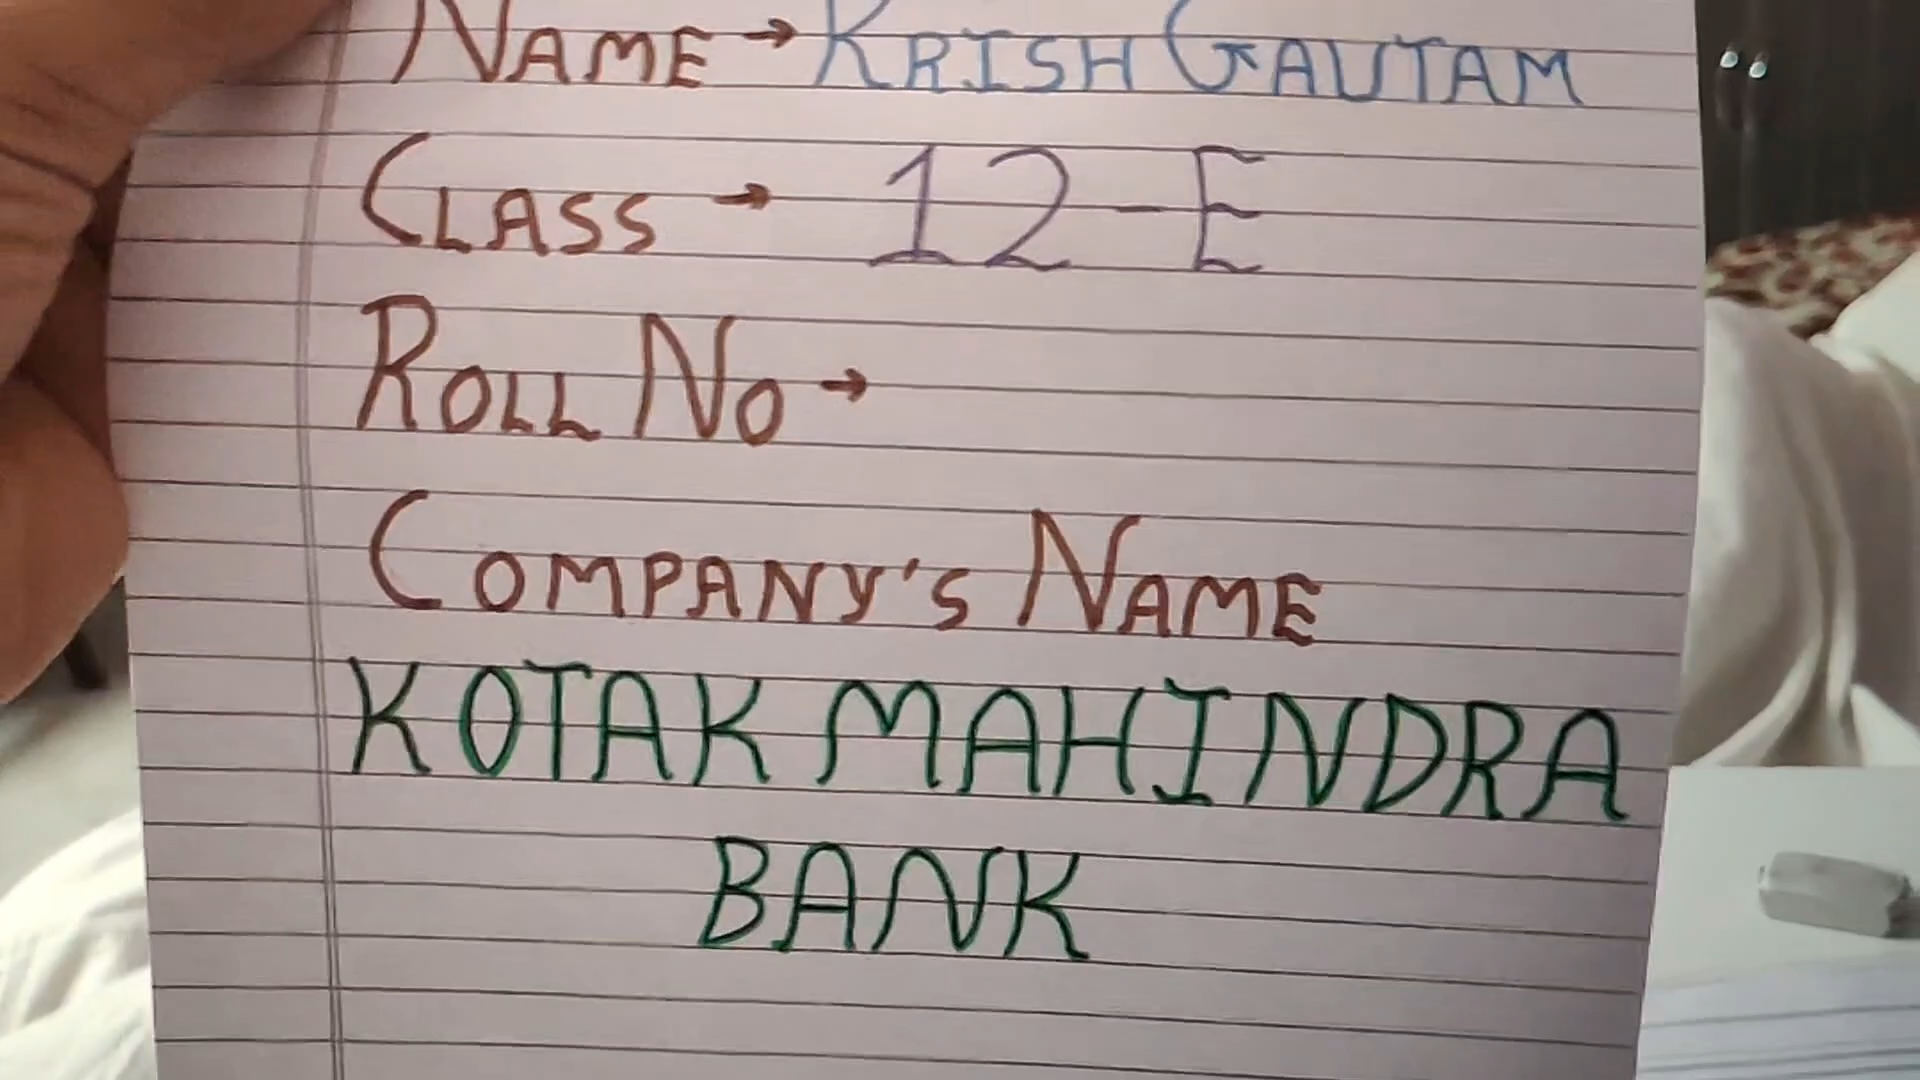 NAME → KRISH GAUTAM
CLASS → 12-E
ROLL NO →
COMPANY'S NAME
KOTAK MAHINDRA
BANK